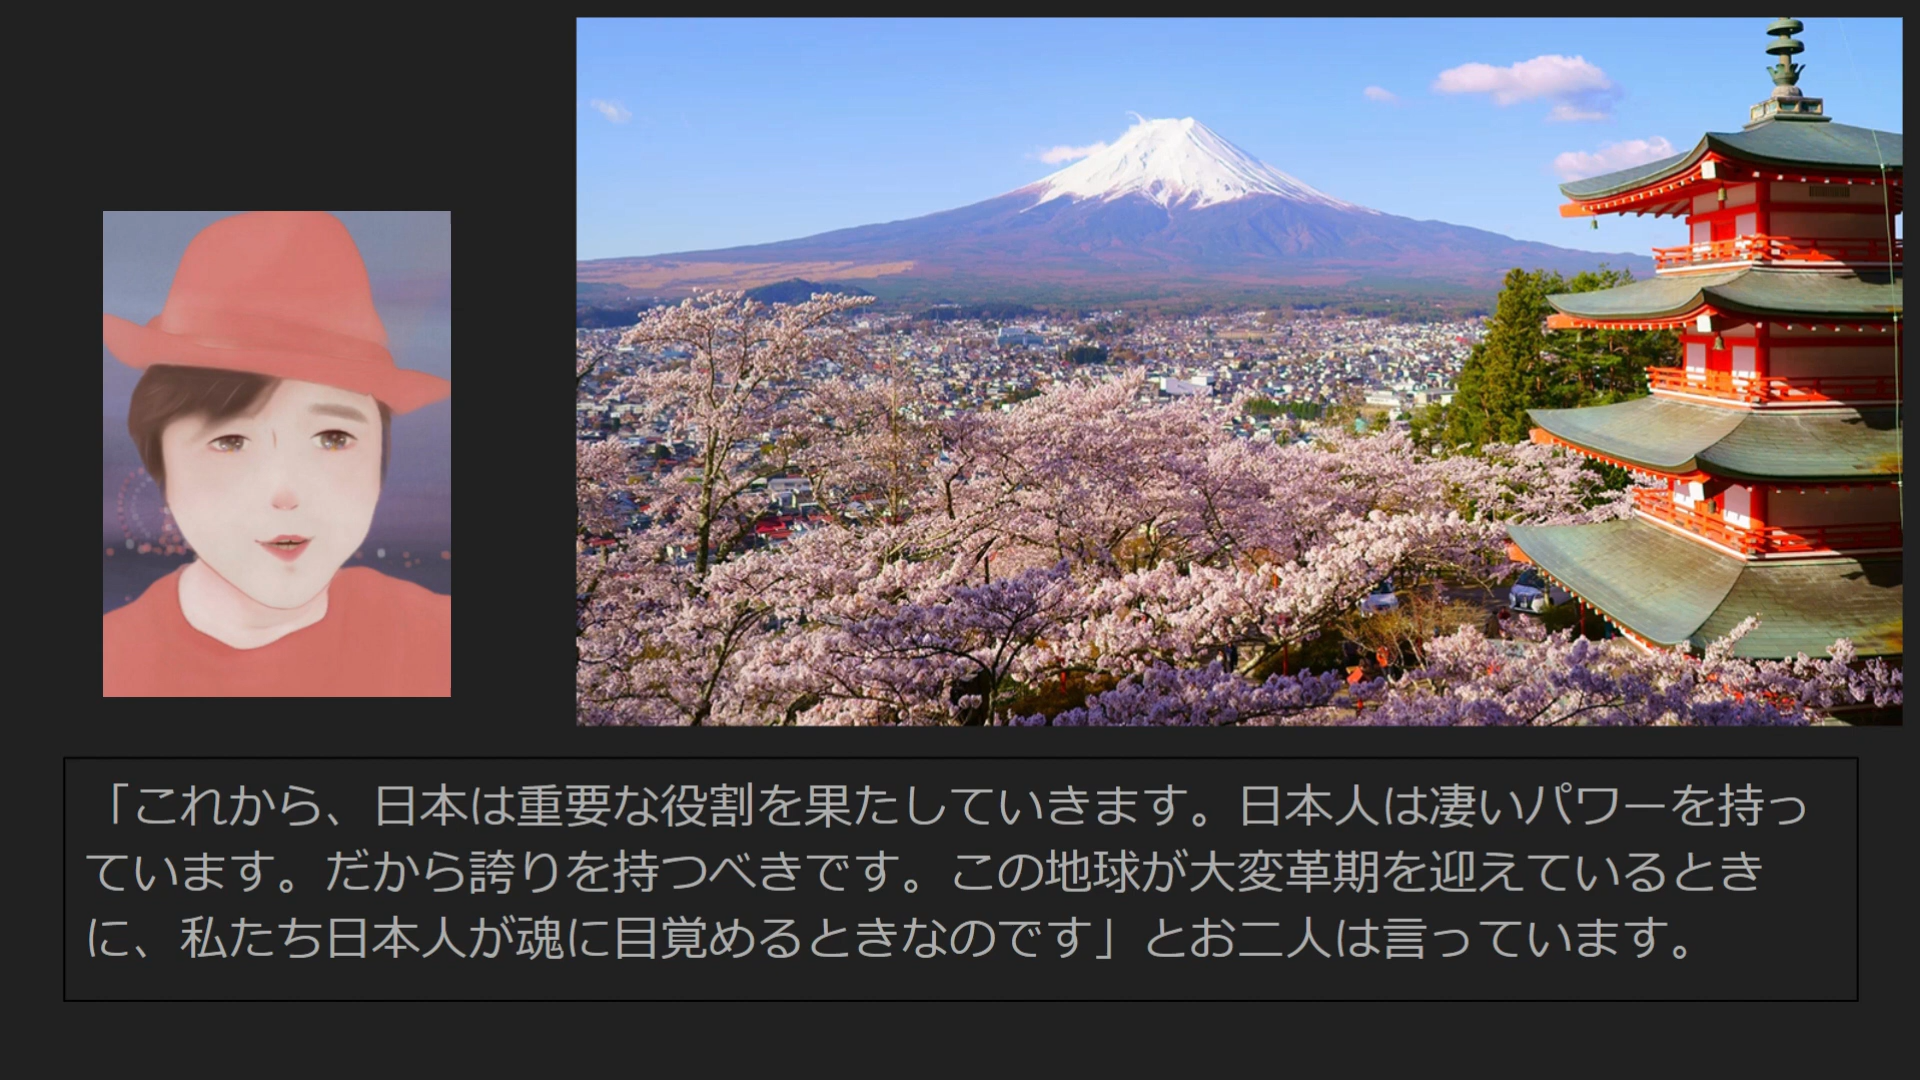 「これから、日本は重要な役割を果たしていきます。日本人は凄いパワーを持っ
ています。だから誇りを持つべきです。この地球が大変革期を迎えているとき
に、私たち日本人が魂に目覚めるときなのです」とお二人は言っています。